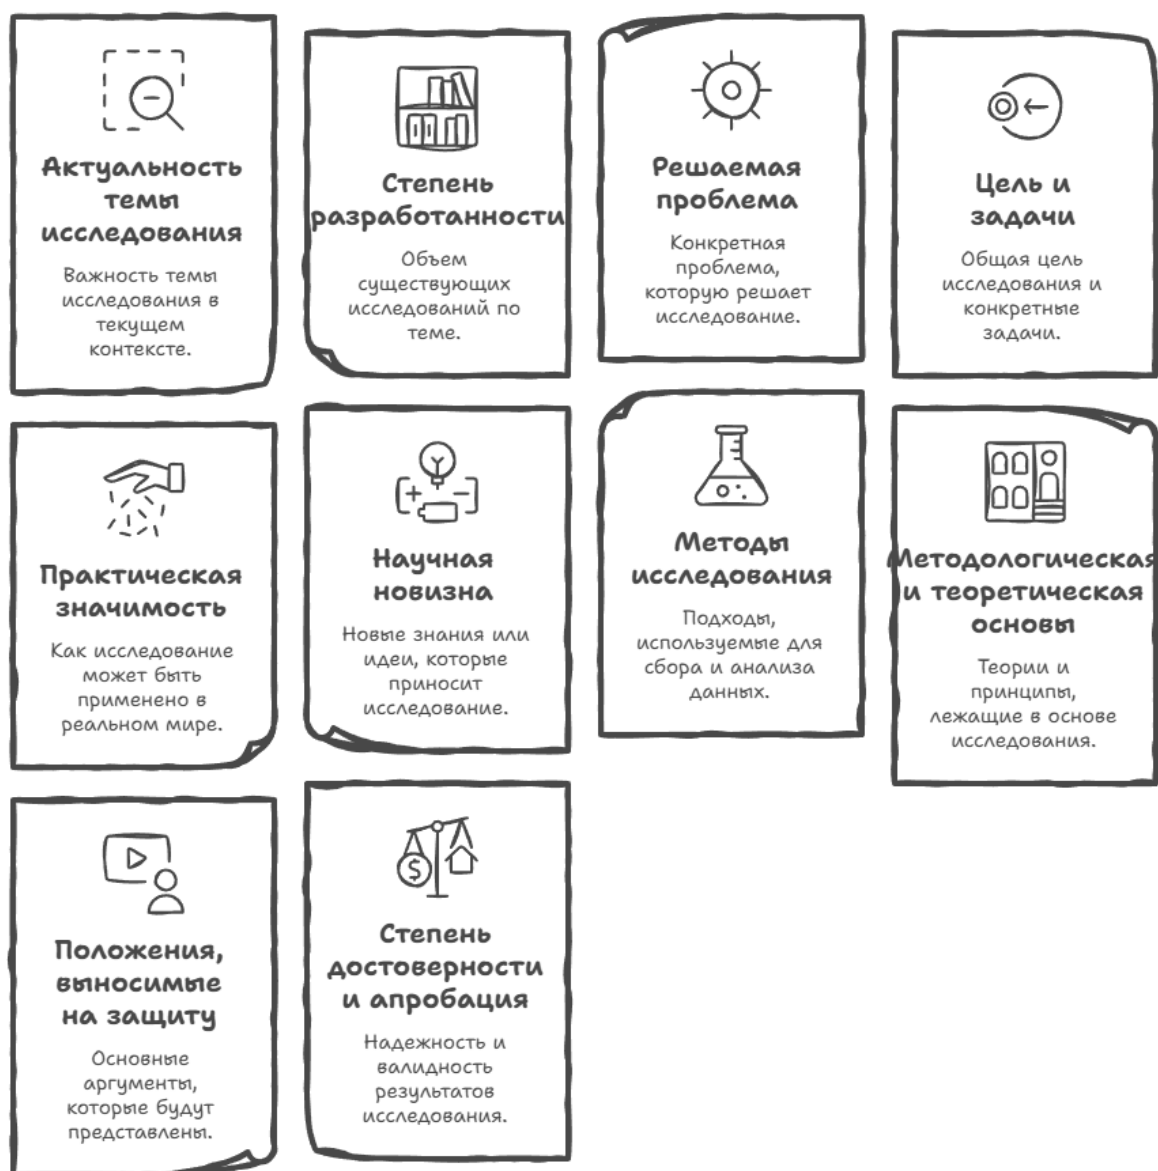 Актуальность
темы
исследования
Важность темы
исследования в
текущем
контексте.
Степень
разработанности
Объем
существующих
исследований по
теме.
Решаемая
проблема
Конкретная
проблема,
которую решает
исследование.
Цель и
задачи
Общая цель
исследования и
конкретные
задачи.
Практическая
значимость
Как исследование
может быть
применено в
реальном мире.
Научная
новизна
Новые знания или
идеи, которые
приносит
исследование.
Методы
исследования
Подходы,
используемые для
сбора и анализа
данных.
Методологическая
и теоретическая
основы
Теории и
принципы,
лежащие в основе
исследования.
Положения,
выносимые
на защиту
Основные
аргументы,
которые будут
представлены.
Степень
достоверности
и апробация
Надежность и
валидность
результатов
исследования.